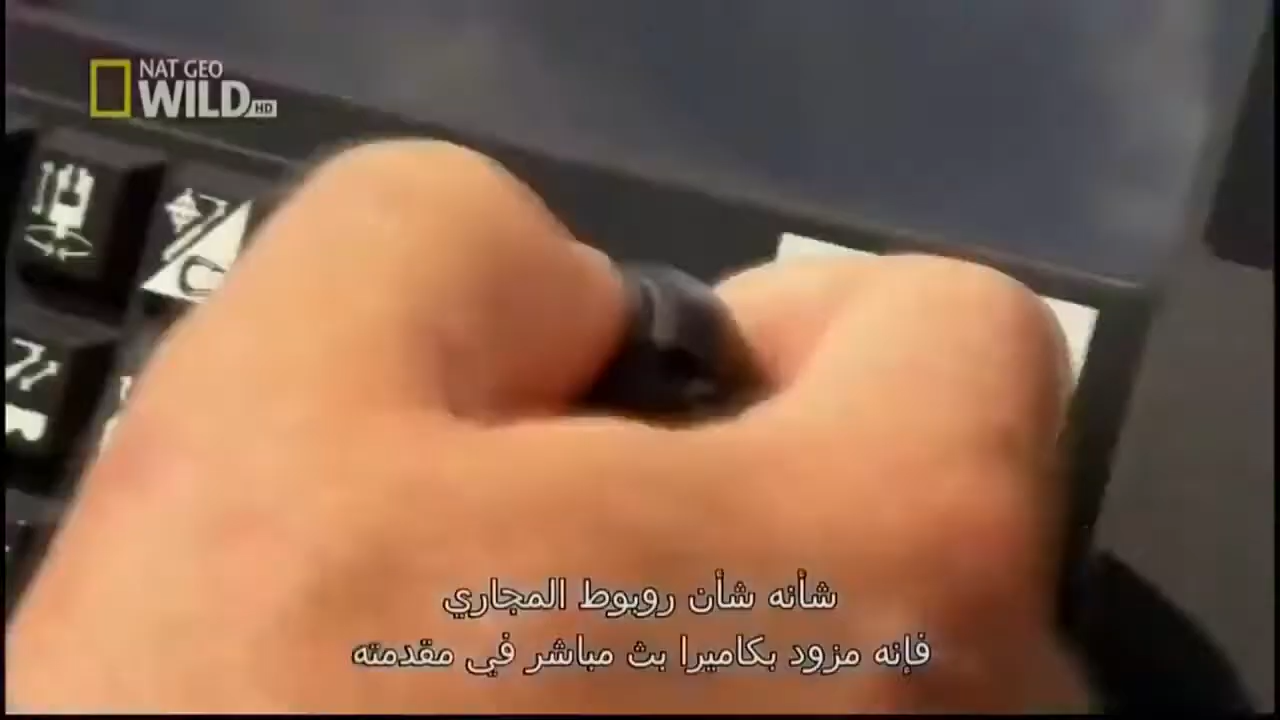 NAT GEO
WILD HD
شأنه شأن روبوط المجاري
فإنه مزود بكاميرا بث مباشر في مقدمته